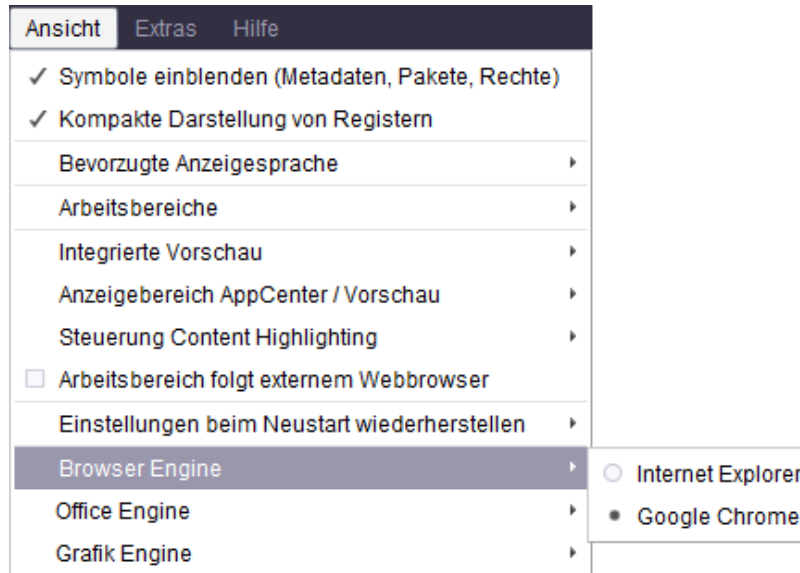 Ansicht Extras Hilfe
Symbole einblenden (Metadaten, Pakete, Rechte)
Kompakte Darstellung von Registern
Bevorzugte Anzeigesprache
Arbeitsbereiche
Integrierte Vorschau
Anzeigebereich AppCenter / Vorschau
Steuerung Content Highlighting
Arbeitsbereich folgt externem Webbrowser
Einstellungen beim Neustart wiederherstellen
Browser Engine
Internet Explorer
Office Engine
Google Chrome
Grafik Engine